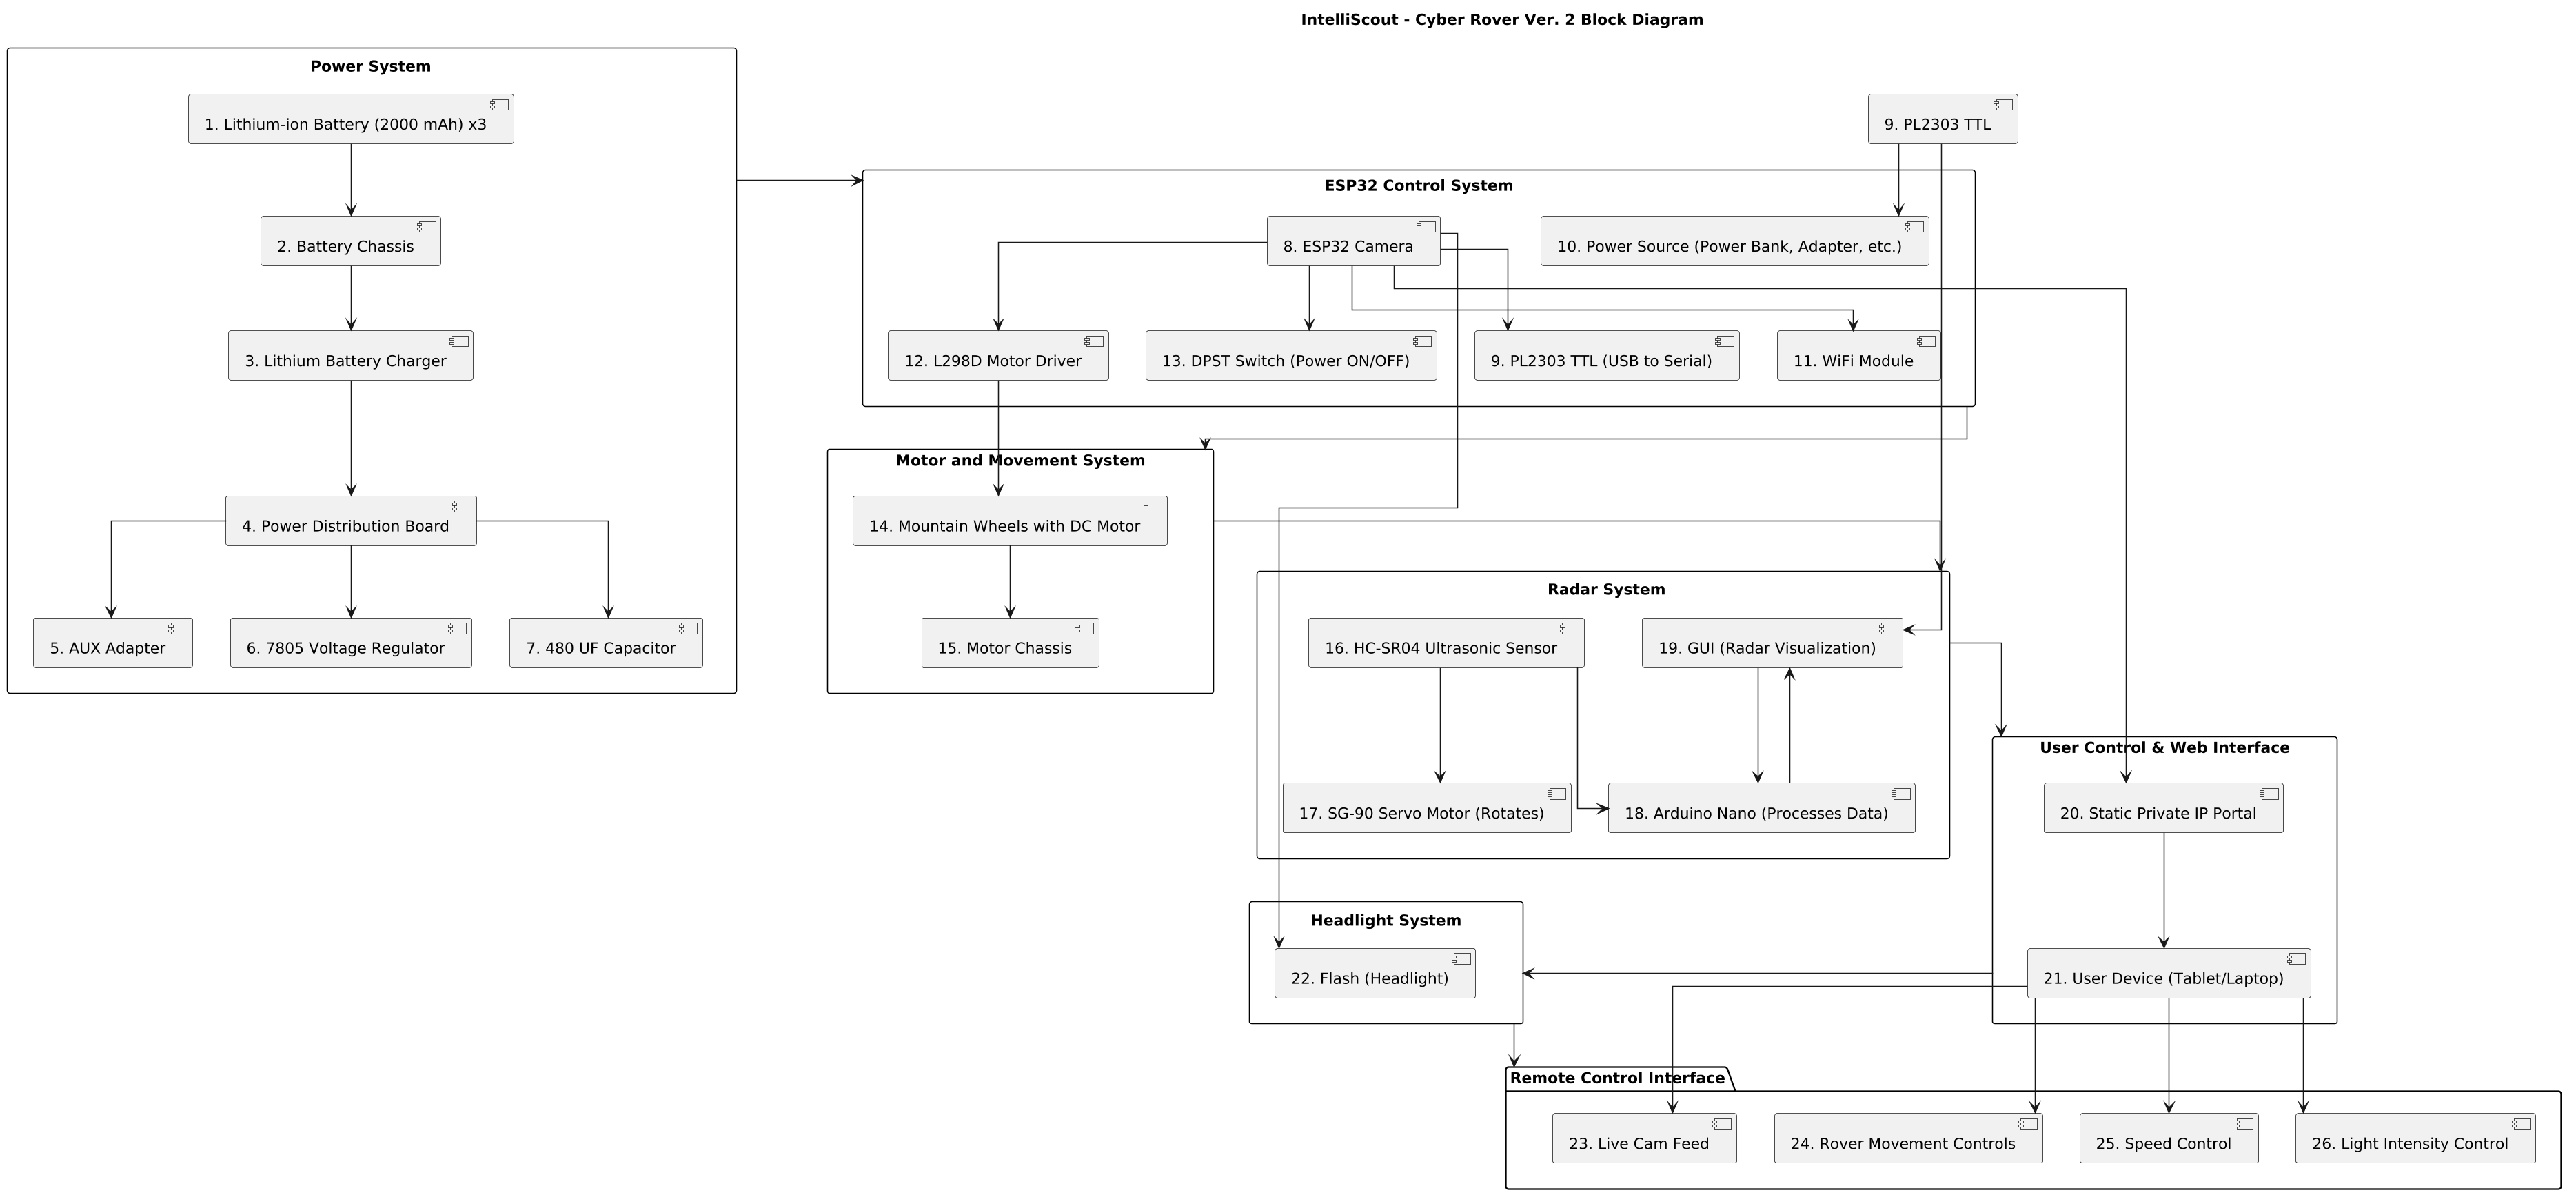 IntelliScout - Cyber Rover Ver. 2 Block Diagram
Power System
1. Lithium-ion Battery (2000 mAh) x3
2. Battery Chassis
3. Lithium Battery Charger
4. Power Distribution Board
5. AUX Adapter
6. 7805 Voltage Regulator
7. 480 UF Capacitor
9. PL2303 TTL
ESP32 Control System
8. ESP32 Camera
10. Power Source (Power Bank, Adapter, etc.)
12. L298D Motor Driver
13. DPST Switch (Power ON/OFF)
9. PL2303 TTL (USB to Serial)
11. WiFi Module
Motor and Movement System
14. Mountain Wheels with DC Motor
15. Motor Chassis
Radar System
16. HC-SR04 Ultrasonic Sensor
19. GUI (Radar Visualization)
17. SG-90 Servo Motor (Rotates)
18. Arduino Nano (Processes Data)
User Control & Web Interface
20. Static Private IP Portal
21. User Device (Tablet/Laptop)
Headlight System
22. Flash (Headlight)
Remote Control Interface
23. Live Cam Feed
24. Rover Movement Controls
25. Speed Control
26. Light Intensity Control